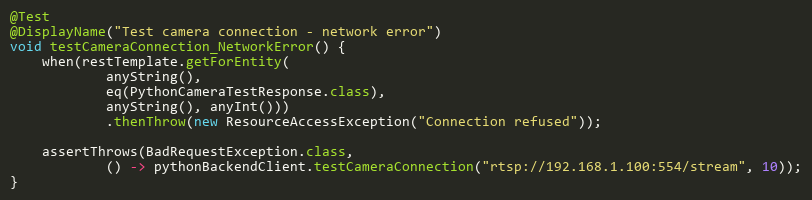 @Test
@DisplayName("Test camera connection - network error")
void testCameraConnection_NetworkError() {
    when(restTemplate.getForEntity(
            anyString(),
            eq(PythonCameraTestResponse.class),
            anyString(), anyInt()))
            .thenThrow(new ResourceAccessException("Connection refused"));

    assertThrows(BadRequestException.class,
            () -> pythonBackendClient.testCameraConnection("rtsp://192.168.1.100:554/stream", 10));
}